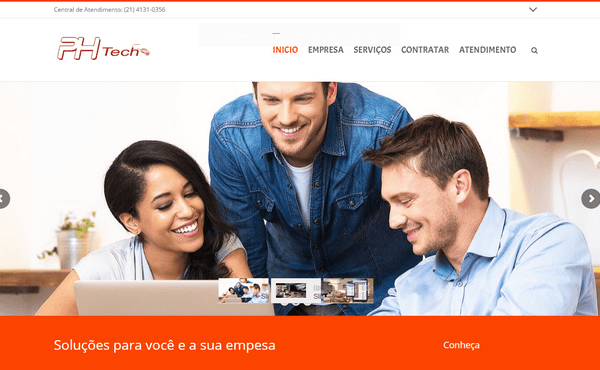 Central de Atendimento: (21) 4131-0356
PH Tech
INICIO EMPRESA SERVIÇOS CONTRATAR ATENDIMENTO
Soluções para você e a sua empesa
Conheça